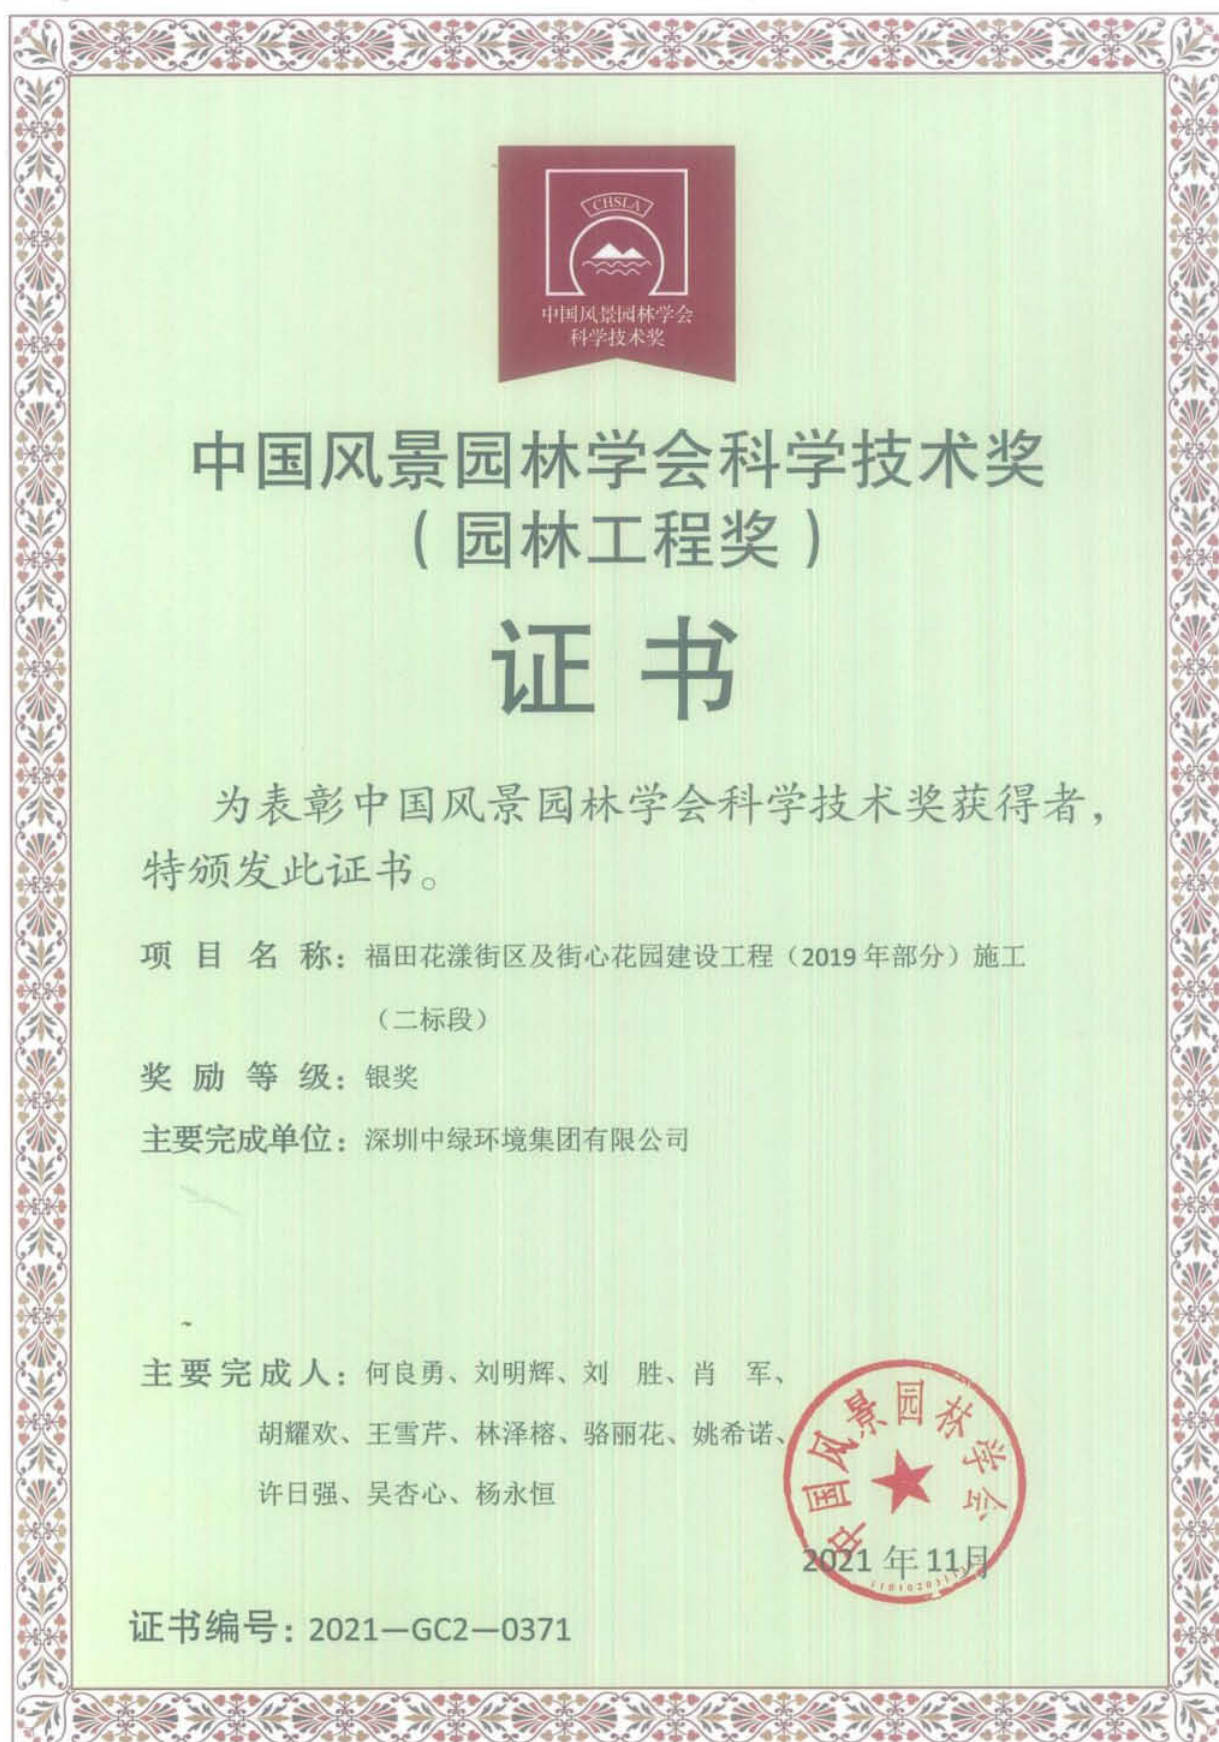 CHSLA
中国风景园林学会
科学技术奖
中国风景园林学会科学技术奖
（园林工程奖）
证书
为表彰中国风景园林学会科学技术奖获得者，
特颁发此证书。
项目名称：福田花漾街区及街心花园建设工程（2019年部分）施工
（二标段）
奖励等级：银奖
主要完成单位：深圳中绿环境集团有限公司
主要完成人：何良勇、刘明辉、刘　胜、肖　军、
胡耀欢、王雪芹、林泽榕、骆丽花、姚希诺、
许日强、吴杏心、杨永恒
中国风景园林学会
2021年11月
证书编号：2021—GC2—0371